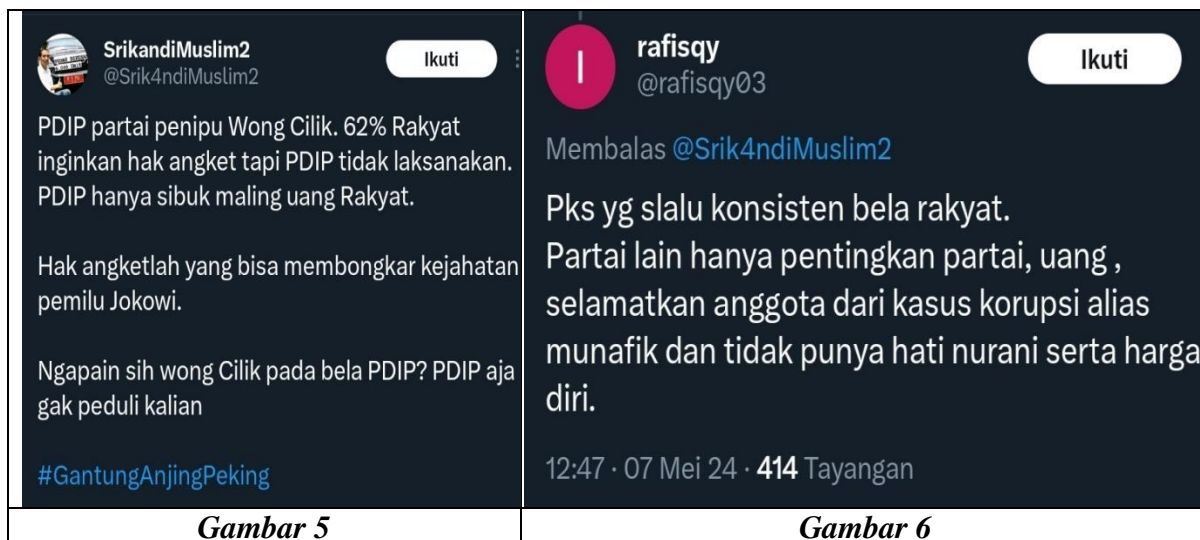 SrikandiMuslim2
@Srik4ndiMuslim2
Ikuti
PDIP partai penipu Wong Cilik. 62% Rakyat
inginkan hak angket tapi PDIP tidak laksanakan.
PDIP hanya sibuk maling uang Rakyat.
Hak angketlah yang bisa membongkar kejahatan
pemilu Jokowi.
Ngapain sih wong Cilik pada bela PDIP? PDIP aja
gak peduli kalian
#GantungAnjingPeking
Gambar 5
I
rafisqy
@rafisqy03
Ikuti
Membalas @Srik4ndiMuslim2
Pks yg slalu konsisten bela rakyat.
Partai lain hanya pentingkan partai, uang ,
selamatkan anggota dari kasus korupsi alias
munafik dan tidak punya hati nurani serta harga
diri.
12:47 · 07 Mei 24 · 414 Tayangan
Gambar 6